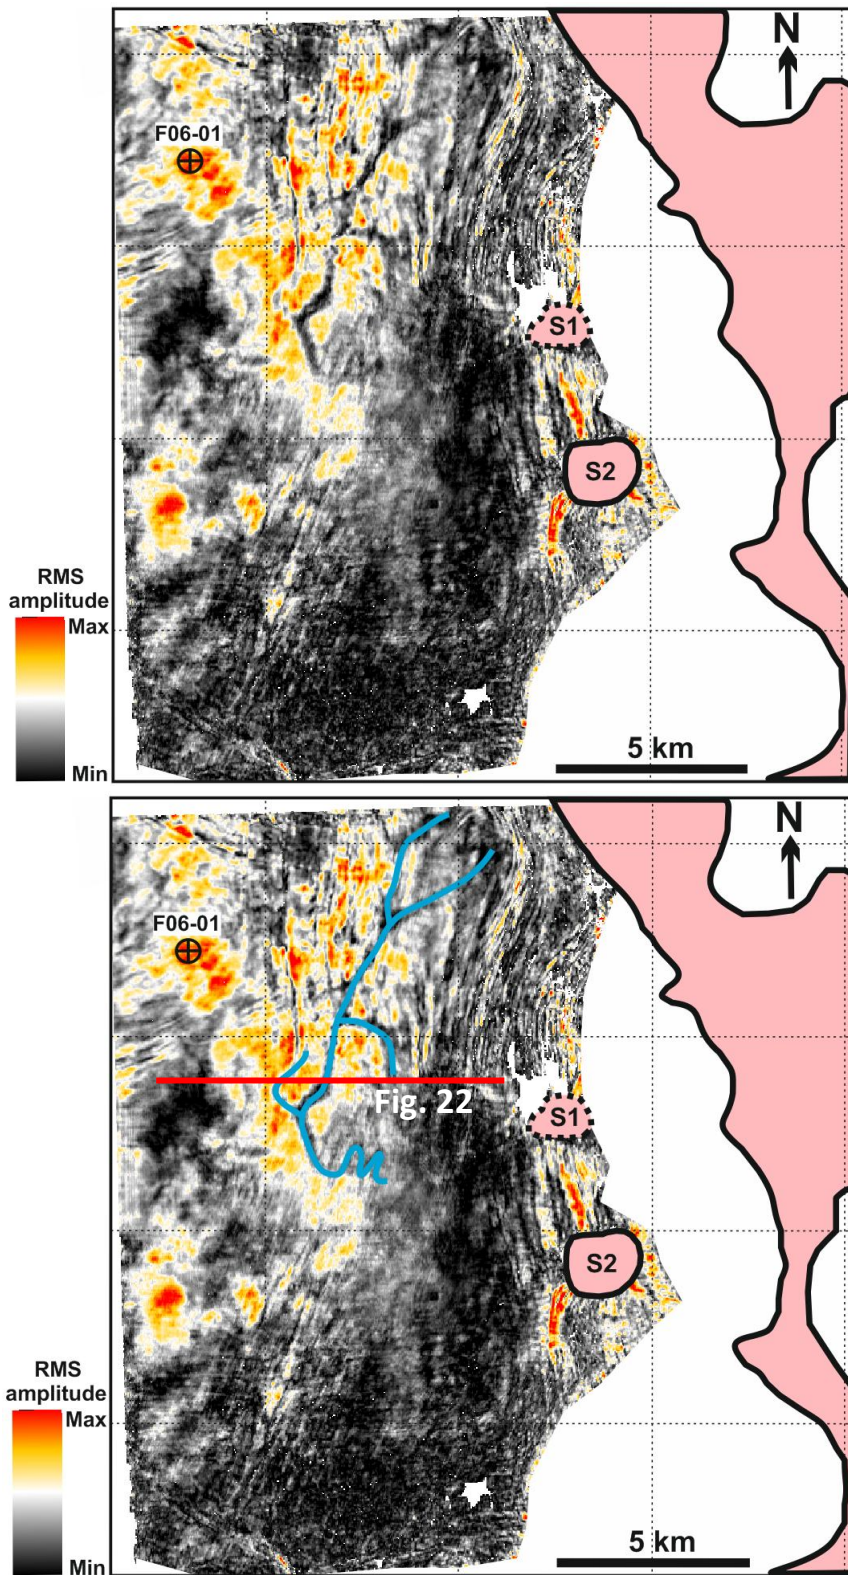 N
F06-01
S1
S2
RMS
amplitude
Max
Min
5 km
N
F06-01
Fig. 22
S1
S2
RMS
amplitude
Max
Min
5 km